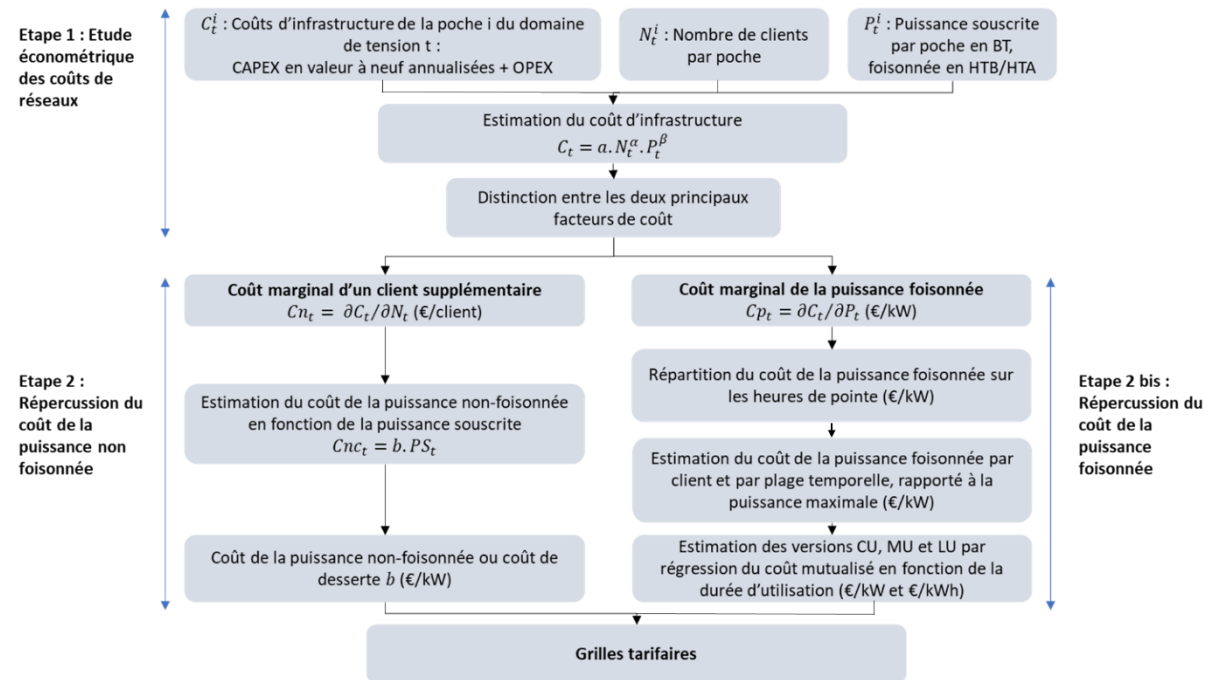 Etape 1 : Etude
économétrique
des coûts de
réseaux
C_t^i : Coûts d’infrastructure de la poche i du domaine
de tension t :
CAPEX en valeur à neuf annualisées + OPEX
N_t^i : Nombre de clients
par poche
P_t^i : Puissance souscrite
par poche en BT,
foisonnée en HTB/HTA
Estimation du coût d’infrastructure
C_t = a.N_t^α.P_t^β
Distinction entre les deux principaux
facteurs de coût
Etape 2 :
Répercussion du
coût de la
puissance non
foisonnée
Coût marginal d’un client supplémentaire
Cn_t = ∂C_t/∂N_t (€/client)
Estimation du coût de la puissance non-foisonnée
en fonction de la puissance souscrite
Cnc_t = b.PS_t
Coût de la puissance non-foisonnée ou coût de
desserte b (€/kW)
Coût marginal de la puissance foisonnée
Cp_t = ∂C_t/∂P_t (€/kW)
Répartition du coût de la puissance foisonnée sur
les heures de pointe (€/kW)
Estimation du coût de la puissance foisonnée par
client et par plage temporelle, rapporté à la
puissance maximale (€/kW)
Estimation des versions CU, MU et LU par
régression du coût mutualisé en fonction de la
durée d’utilisation (€/kW et €/kWh)
Etape 2 bis :
Répercussion du
coût de la
puissance
foisonnée
Grilles tarifaires